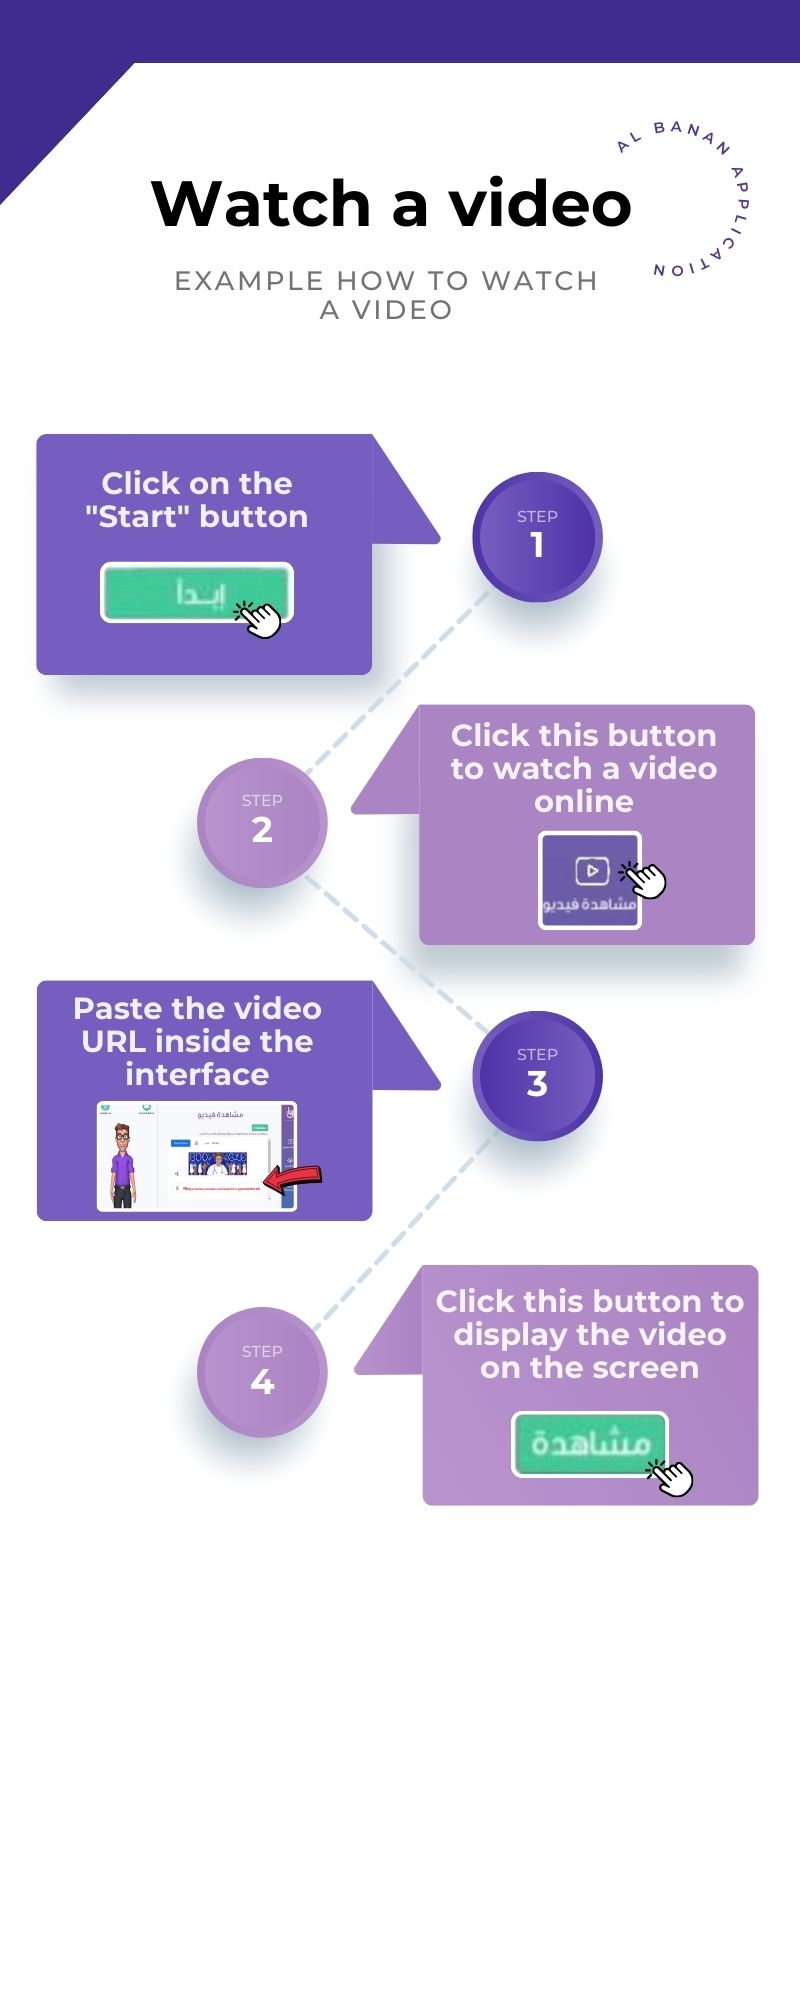 AL BANAN APPLICATION
Watch a video
EXAMPLE HOW TO WATCH
A VIDEO
Click on the
"Start" button
إبــدأ
STEP
1
Click this button
to watch a video
online
مشاهدة فيديو
STEP
2
Paste the video
URL inside the
interface
مشاهدة فيديو
STEP
3
Click this button to
display the video
on the screen
مشاهدة
STEP
4